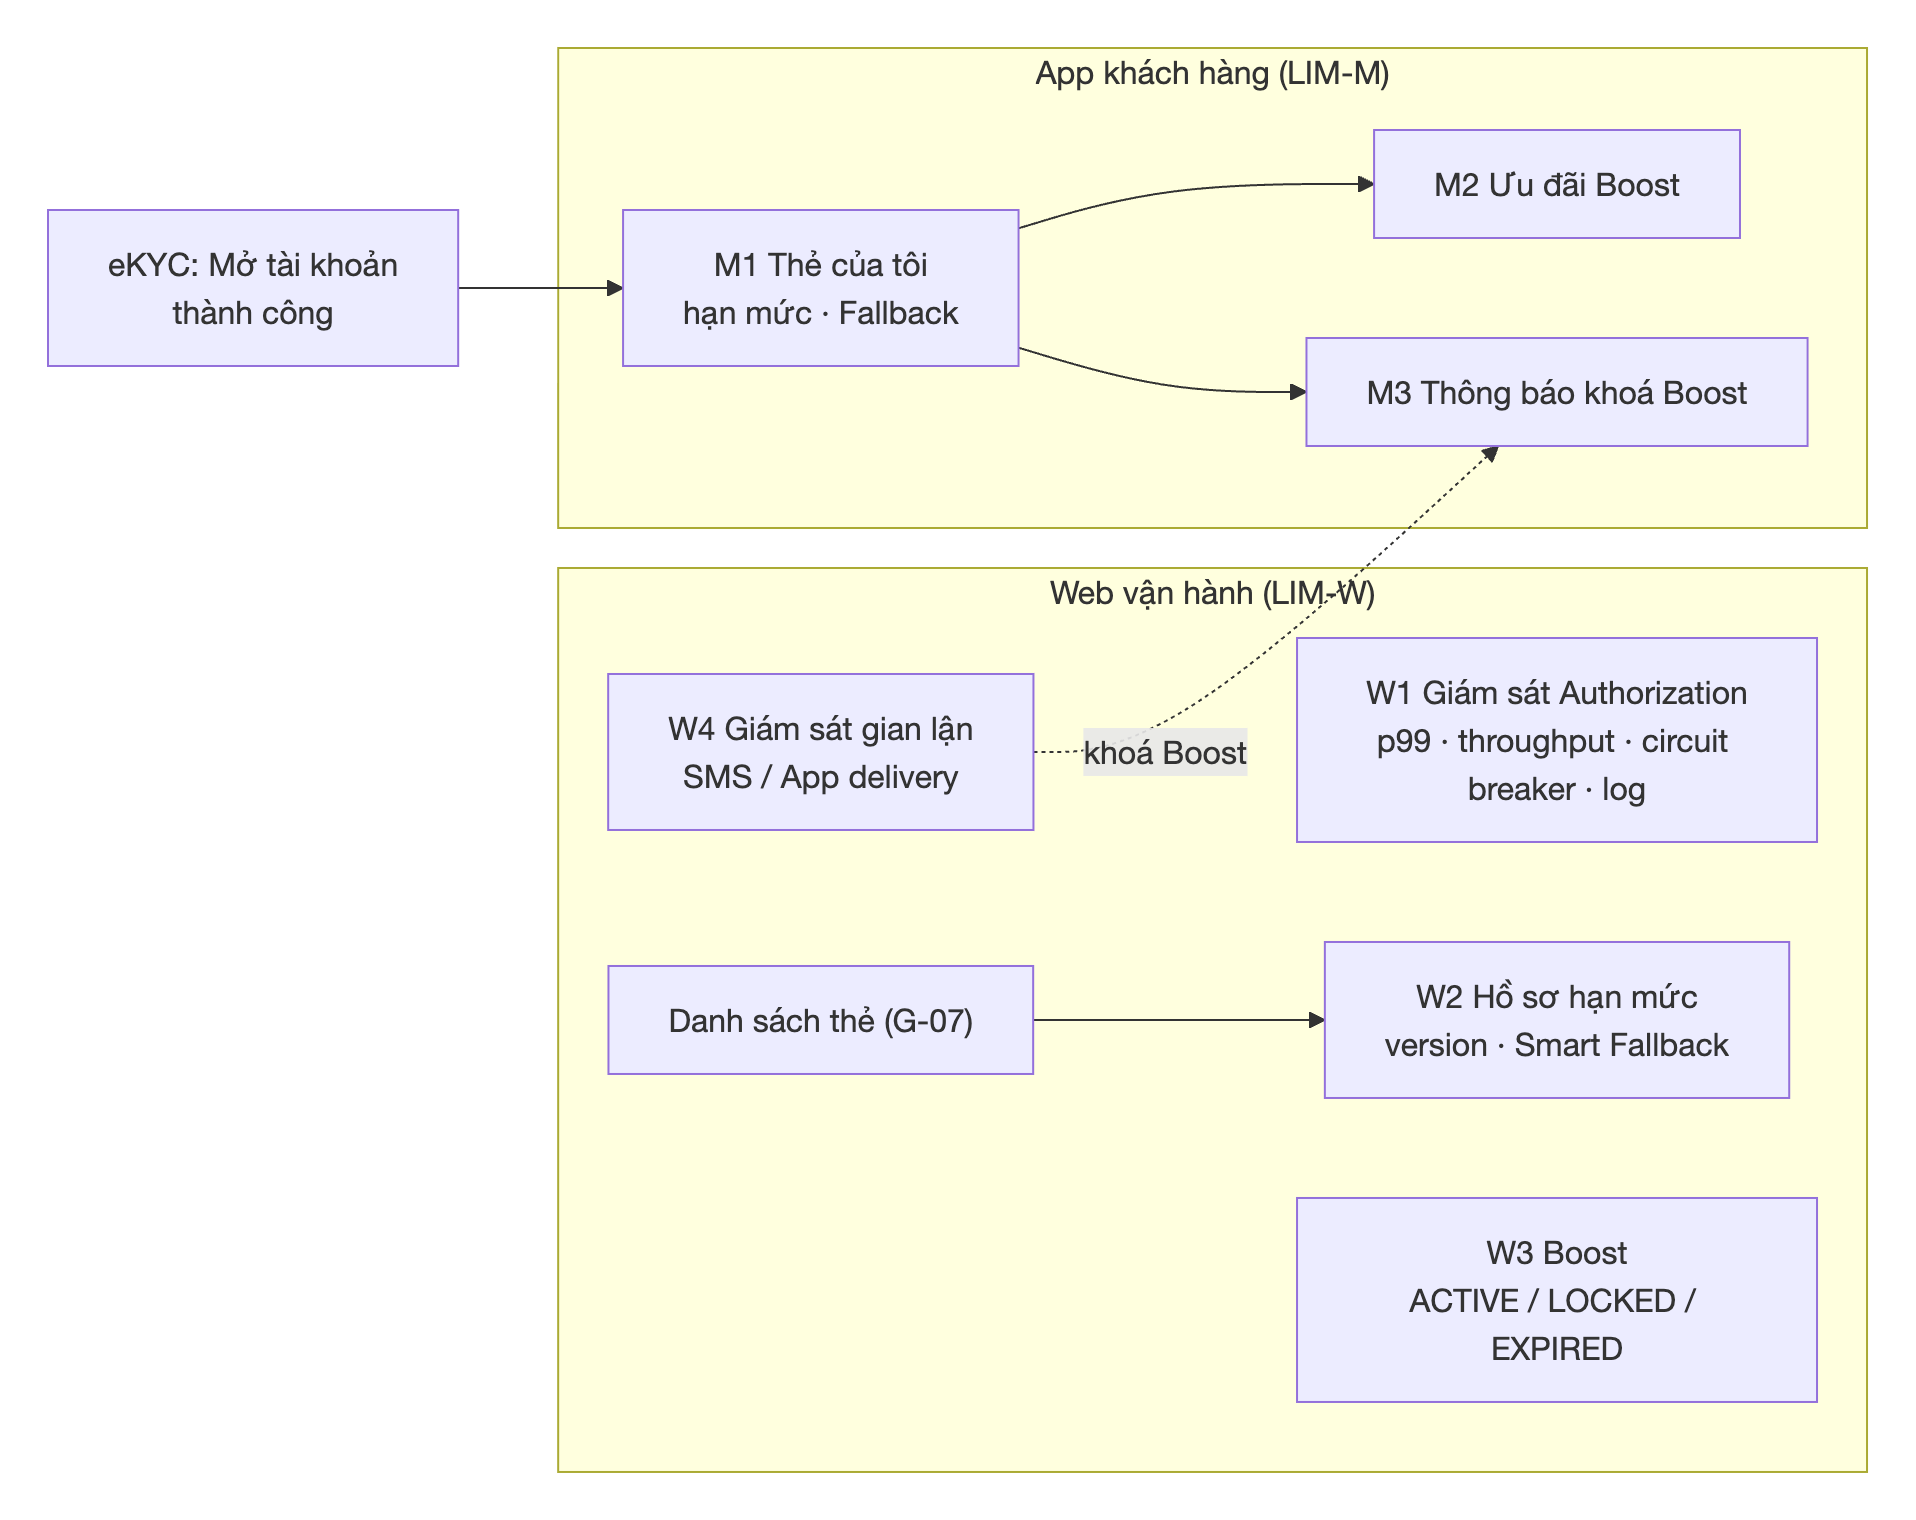 App khách hàng (LIM-M)
eKYC: Mở tài khoản
thành công
M1 Thẻ của tôi
hạn mức · Fallback
M2 Ưu đãi Boost
M3 Thông báo khoá Boost
Web vận hành (LIM-W)
W4 Giám sát gian lận
SMS / App delivery
khoá Boost
W1 Giám sát Authorization
p99 · throughput · circuit
breaker · log
Danh sách thẻ (G-07)
W2 Hồ sơ hạn mức
version · Smart Fallback
W3 Boost
ACTIVE / LOCKED /
EXPIRED